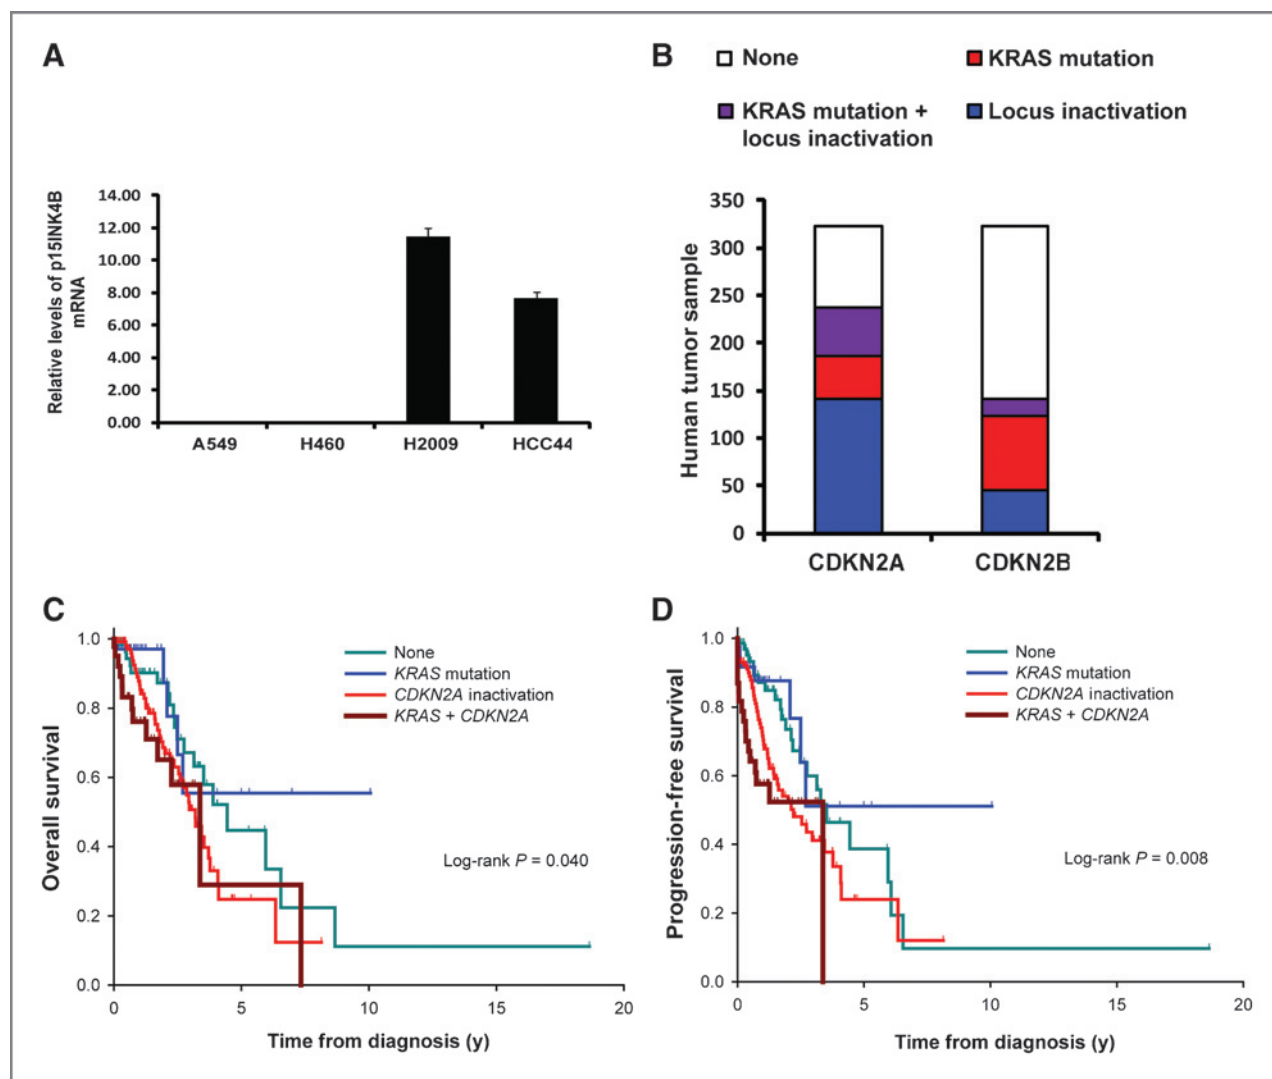 A
Relative levels of p15INK4B
mRNA
14.00
12.00
10.00
8.00
6.00
4.00
2.00
0.00
A549 H460 H2009 HCC44
B
None
KRAS mutation
KRAS mutation +
locus inactivation
Locus inactivation
Human tumor sample
350
300
250
200
150
100
50
0
CDKN2A CDKN2B
C
Overall survival
1.0
0.8
0.6
0.4
0.2
0.0
None
KRAS mutation
CDKN2A inactivation
KRAS + CDKN2A
Log-rank P = 0.040
0 5 10 15 20
Time from diagnosis (y)
D
Progression-free survival
1.0
0.8
0.6
0.4
0.2
0.0
None
KRAS mutation
CDKN2A inactivation
KRAS + CDKN2A
Log-rank P = 0.008
0 5 10 15 20
Time from diagnosis (y)